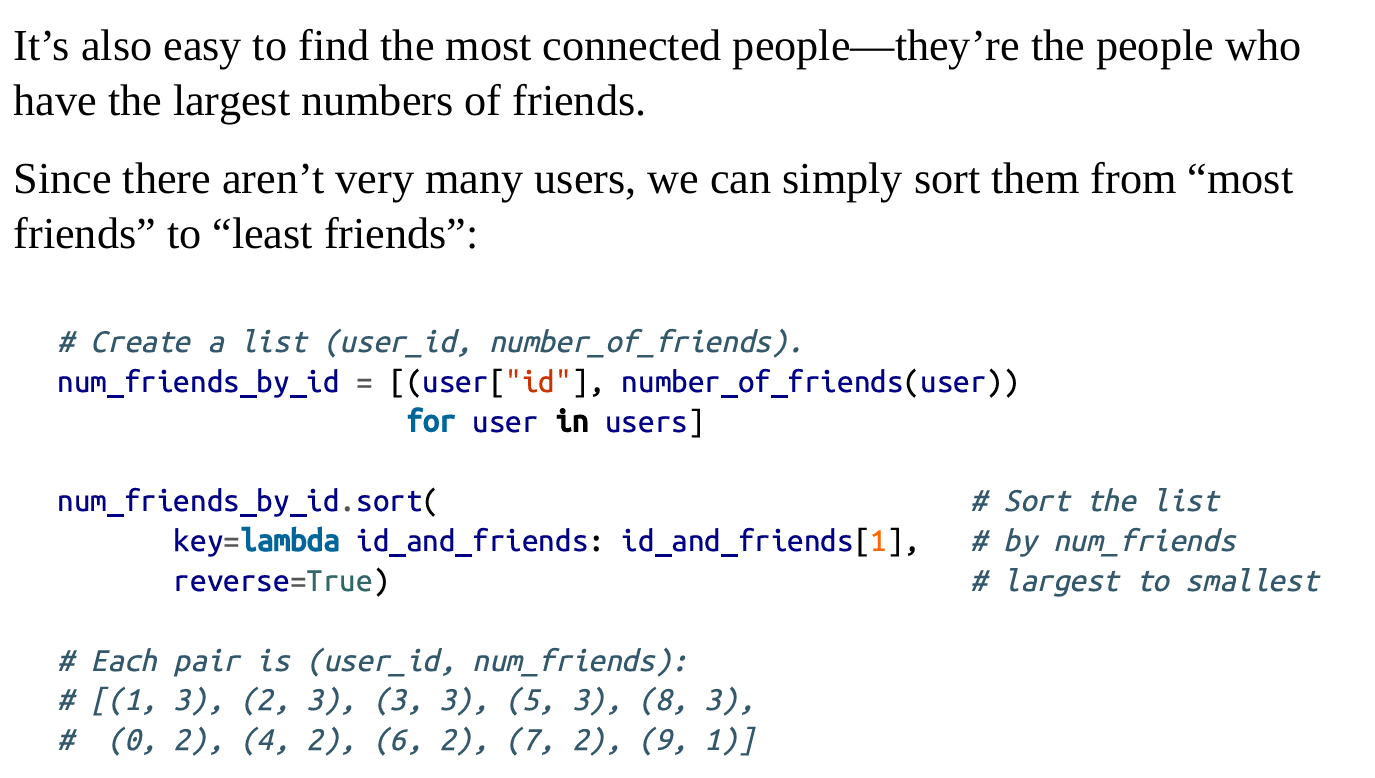 It’s also easy to find the most connected people—they’re the people who
have the largest numbers of friends.
Since there aren’t very many users, we can simply sort them from “most
friends” to “least friends”:
# Create a list (user_id, number_of_friends).
num_friends_by_id = [(user["id"], number_of_friends(user))
                     for user in users]
num_friends_by_id.sort(                                # Sort the list
       key=lambda id_and_friends: id_and_friends[1],   # by num_friends
       reverse=True)                                   # largest to smallest
# Each pair is (user_id, num_friends):
# [(1, 3), (2, 3), (3, 3), (5, 3), (8, 3),
#  (0, 2), (4, 2), (6, 2), (7, 2), (9, 1)]